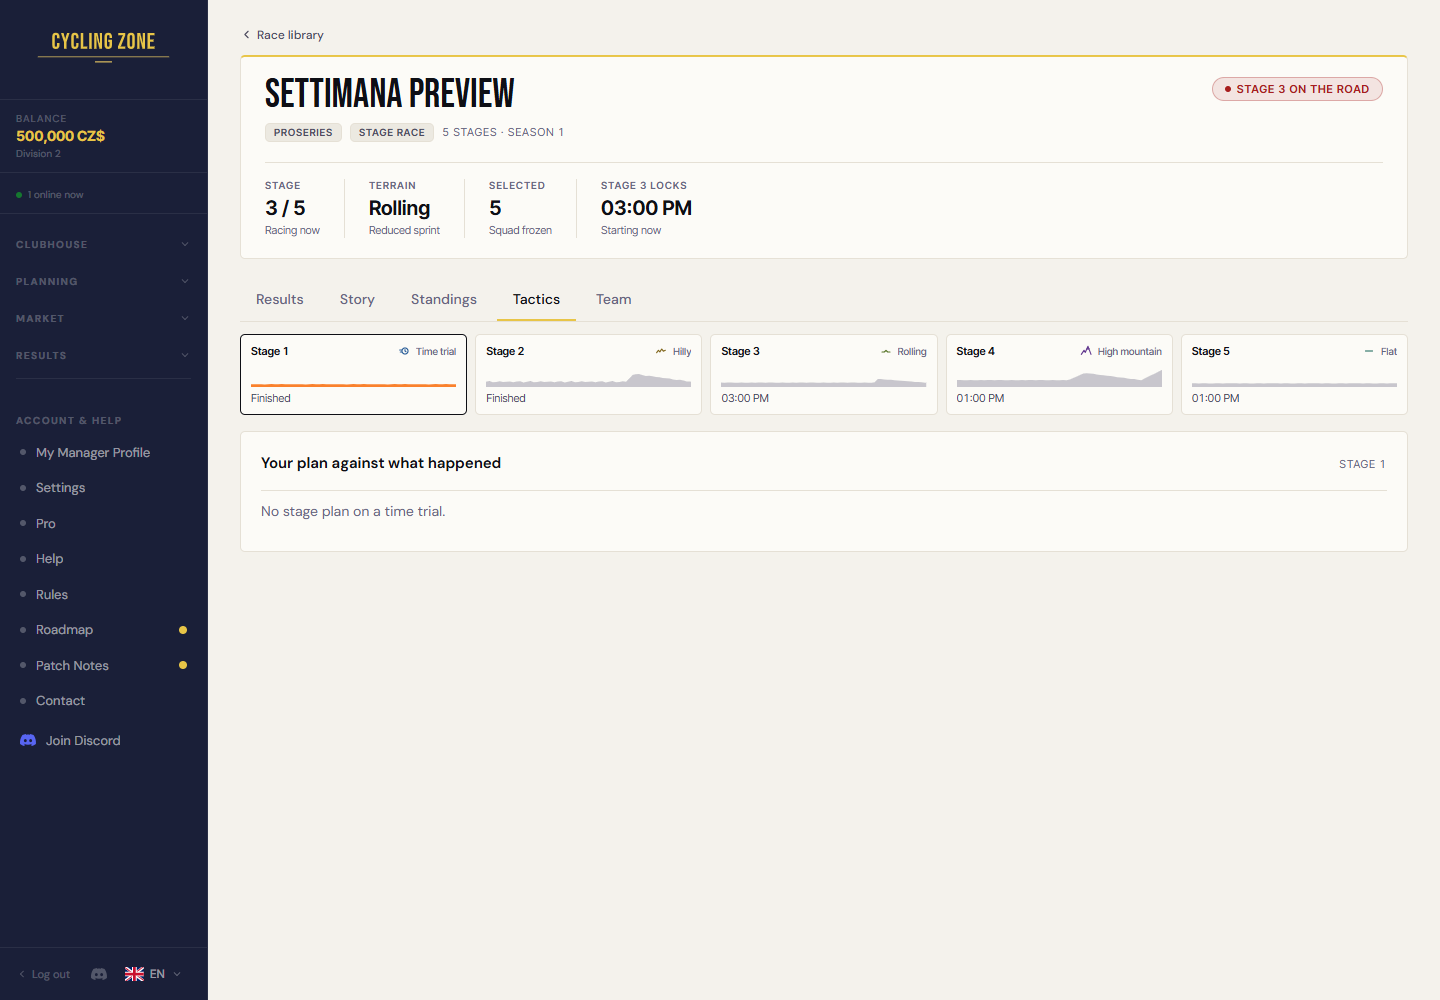 CYCLING ZONE
BALANCE
500,000 CZ$
Division 2
1 online now
CLUBHOUSE
PLANNING
MARKET
RESULTS
ACCOUNT & HELP
My Manager Profile
Settings
Pro
Help
Rules
Roadmap
Patch Notes
Contact
Join Discord
Log out
EN
Race library
SETTIMANA PREVIEW
STAGE 3 ON THE ROAD
PROSERIES STAGE RACE 5 STAGES · SEASON 1
STAGE
3 / 5
Racing now
TERRAIN
Rolling
Reduced sprint
SELECTED
5
Squad frozen
STAGE 3 LOCKS
03:00 PM
Starting now
Results Story Standings Tactics Team
Stage 1 Time trial
Finished
Stage 2 Hilly
Finished
Stage 3 Rolling
03:00 PM
Stage 4 High mountain
01:00 PM
Stage 5 Flat
01:00 PM
Your plan against what happened
STAGE 1
No stage plan on a time trial.